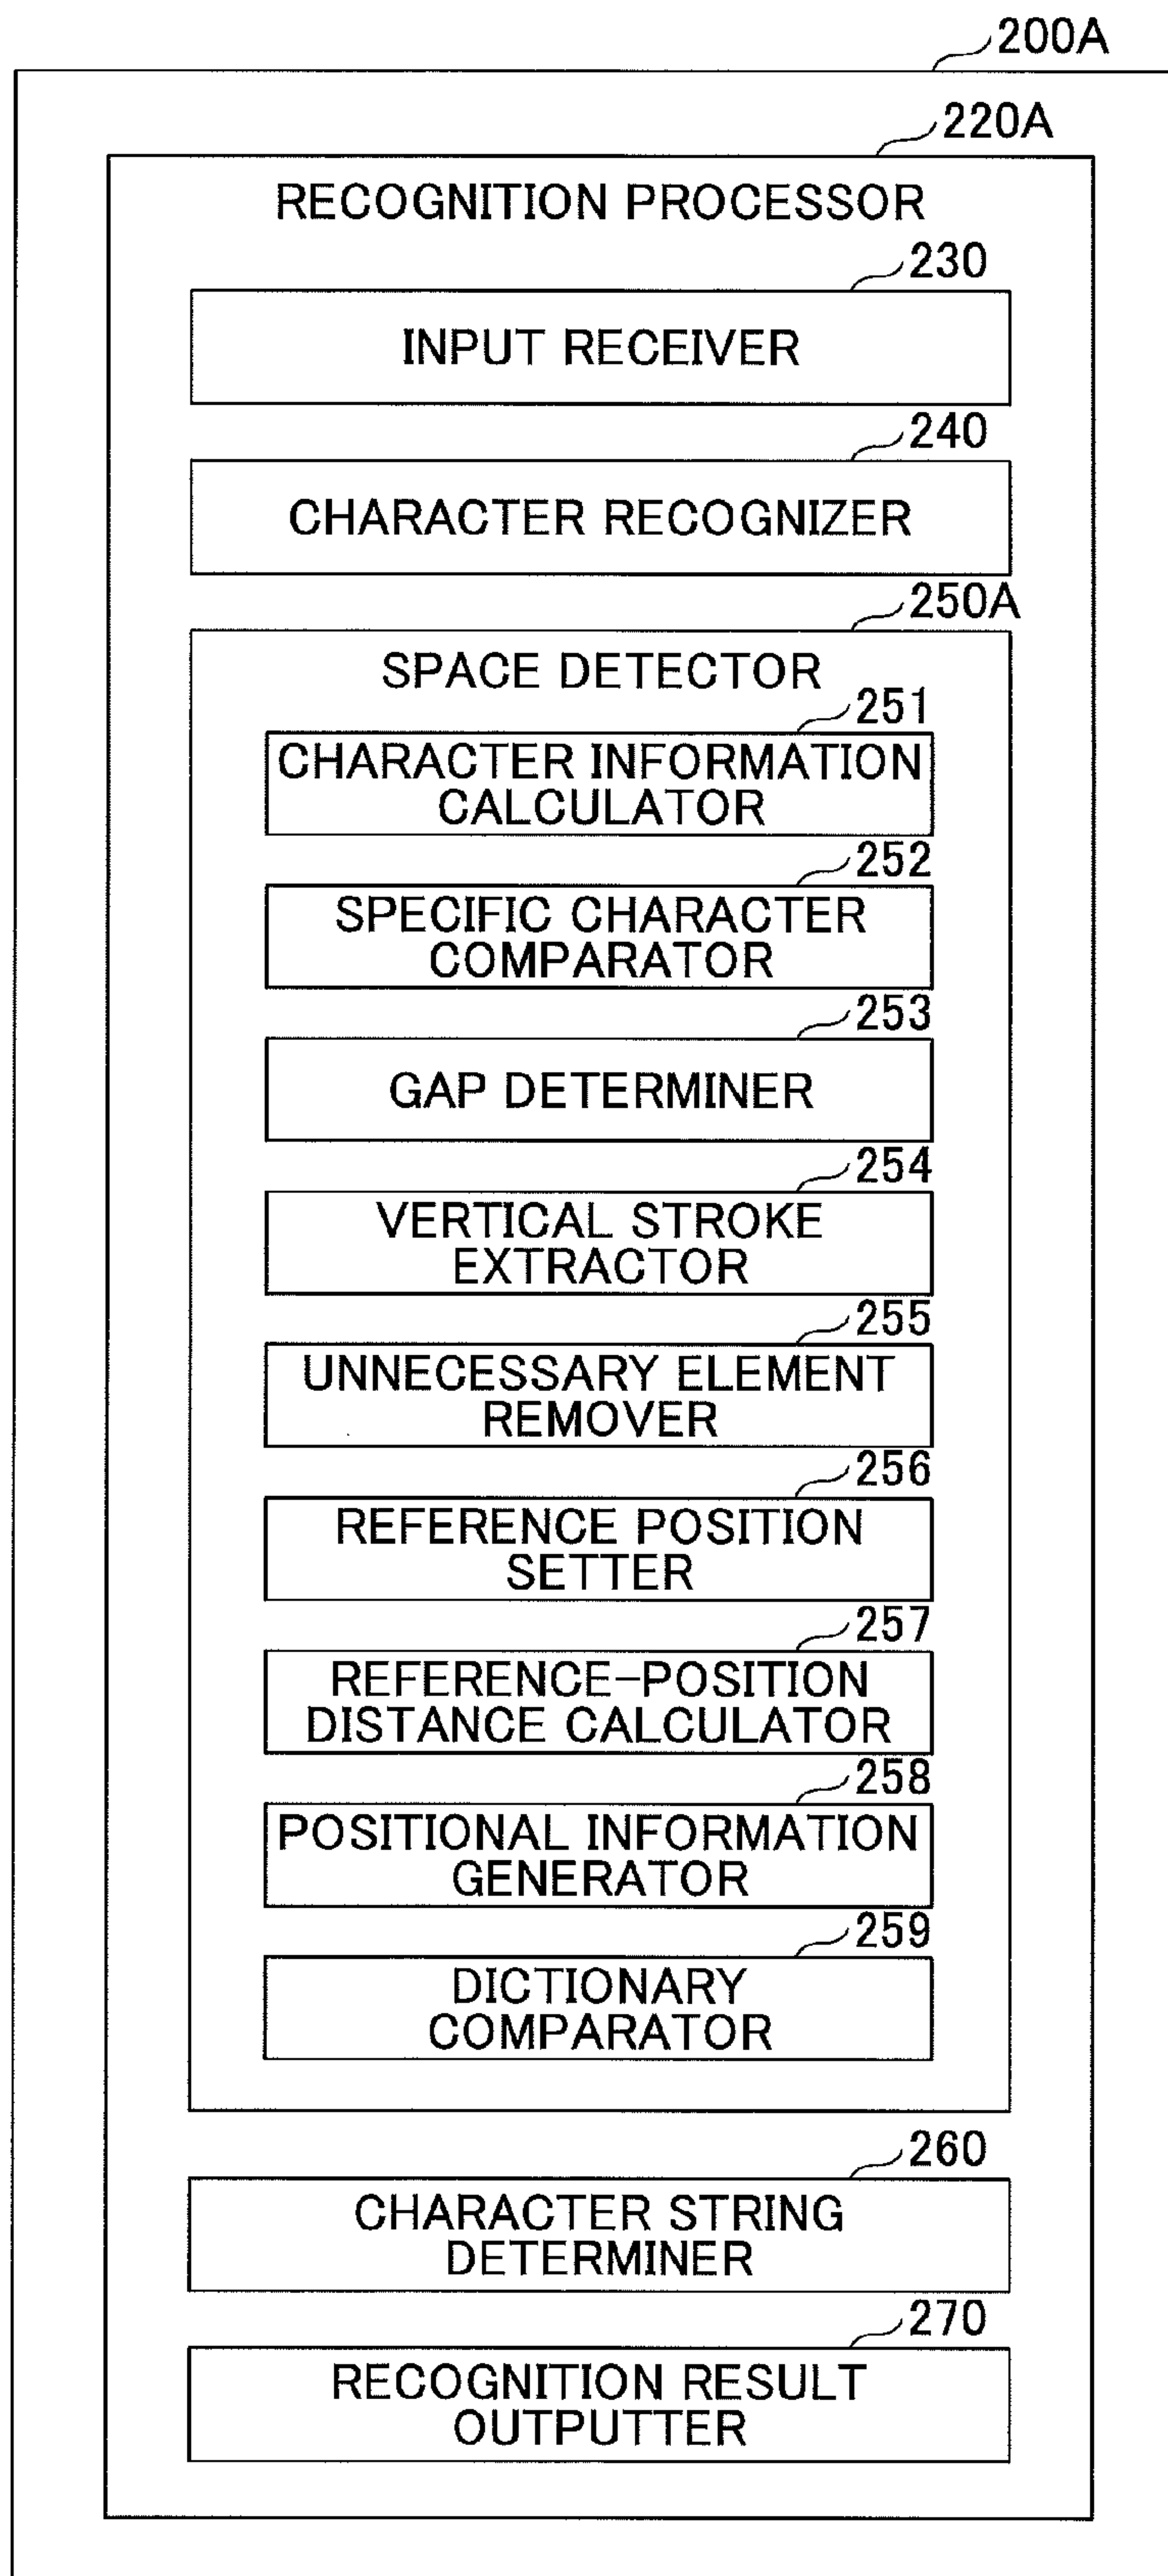 200A
220A
RECOGNITION PROCESSOR
230
INPUT RECEIVER
240
CHARACTER RECOGNIZER
250A
SPACE DETECTOR
251
CHARACTER INFORMATION
CALCULATOR
252
SPECIFIC CHARACTER
COMPARATOR
253
GAP DETERMINER
254
VERTICAL STROKE
EXTRACTOR
255
UNNECESSARY ELEMENT
REMOVER
256
REFERENCE POSITION
SETTER
257
REFERENCE-POSITION
DISTANCE CALCULATOR
258
POSITIONAL INFORMATION
GENERATOR
259
DICTIONARY
COMPARATOR
260
CHARACTER STRING
DETERMINER
270
RECOGNITION RESULT
OUTPUTTER